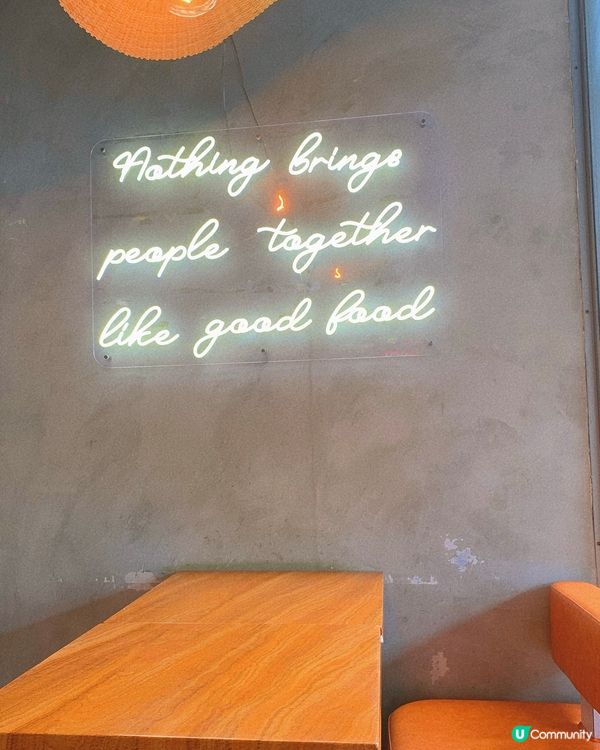 Nothing brings
people together
like good food
U Community